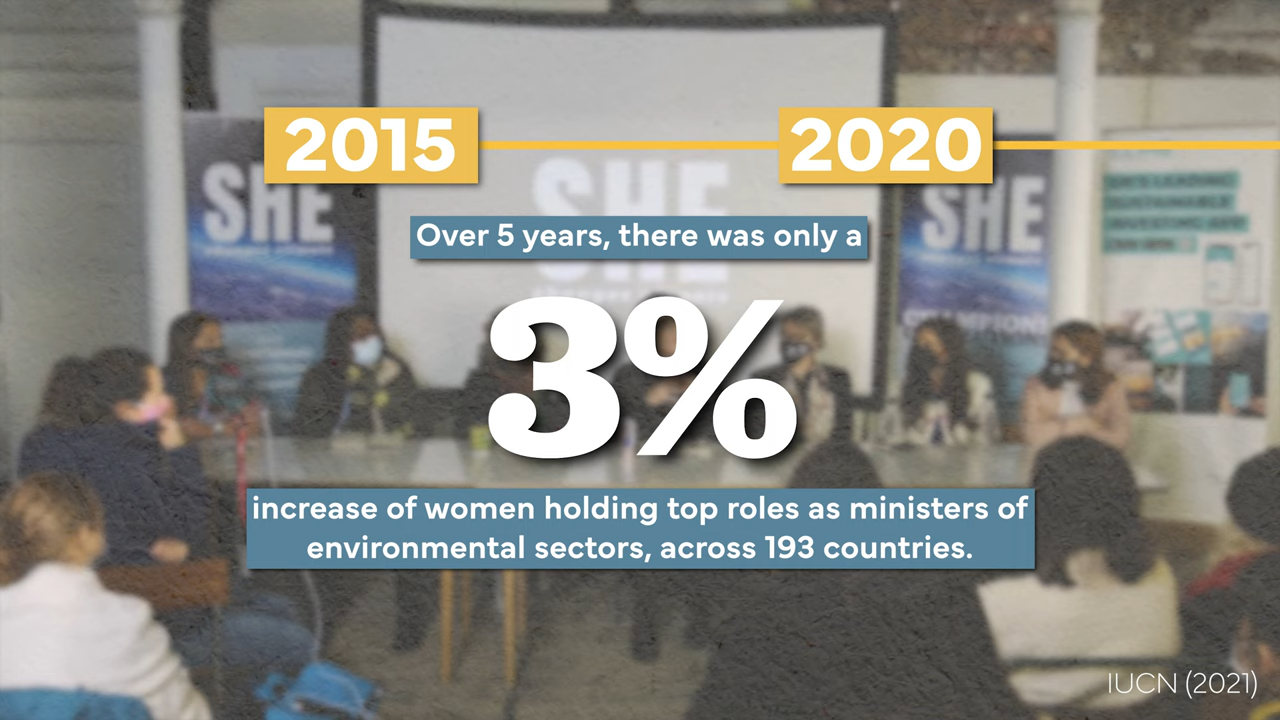 2015
2020
SHE
SHE
SHE
Over 5 years, there was only a
3%
increase of women holding top roles as ministers of
environmental sectors, across 193 countries.
IUCN (2021)